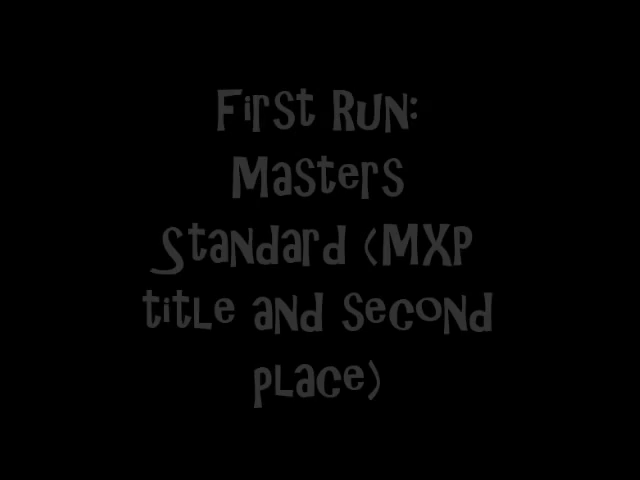 First Run:
Masters
Standard (MXP
title and second
place)